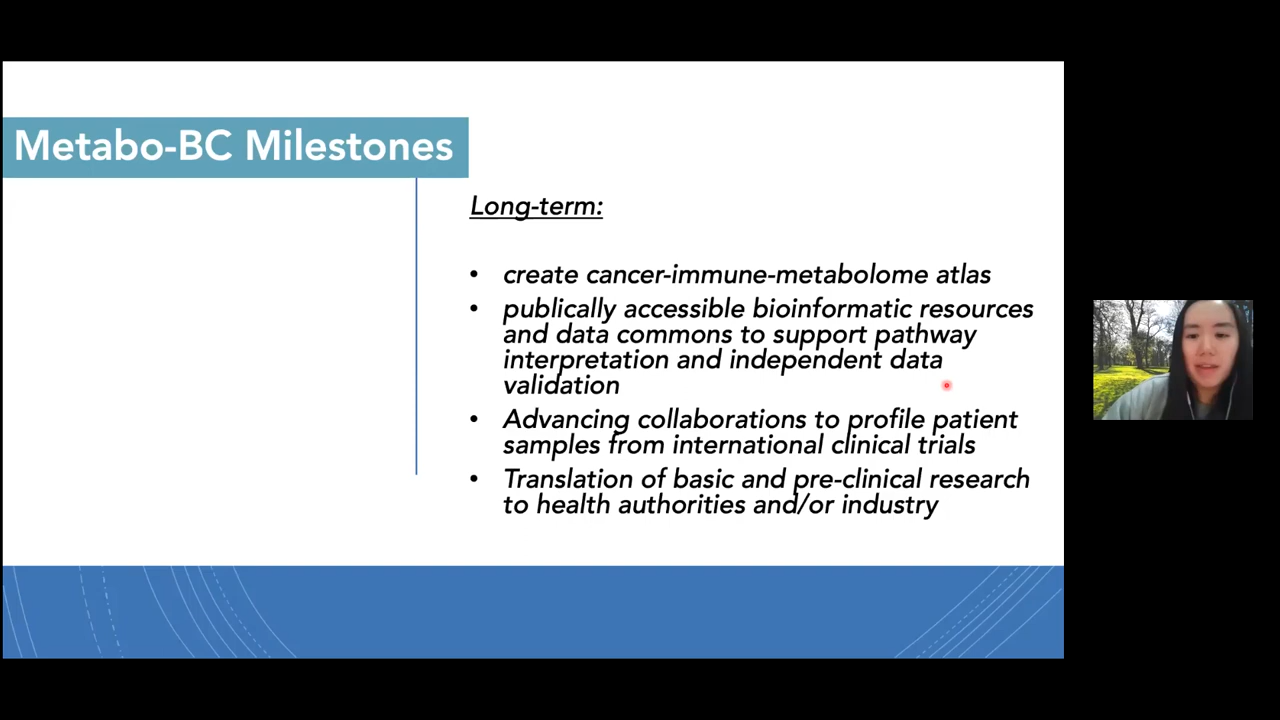 Metabo-BC Milestones
Long-term:
• create cancer-immune-metabolome atlas
• publically accessible bioinformatic resources
and data commons to support pathway
interpretation and independent data
validation
• Advancing collaborations to profile patient
samples from international clinical trials
• Translation of basic and pre-clinical research
to health authorities and/or industry